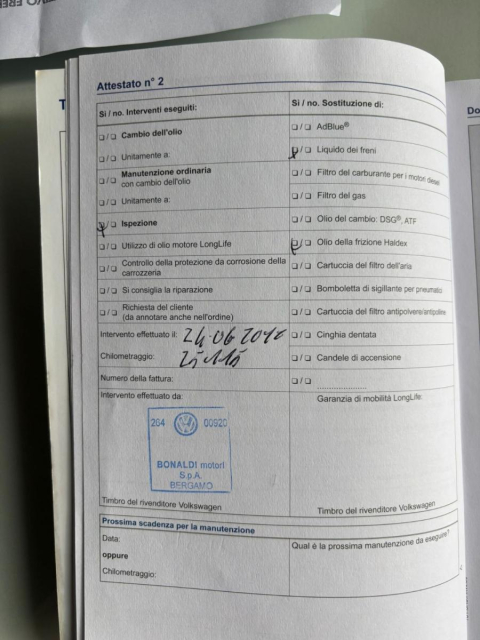 Attestato n° 2
Sì / no. Interventi eseguiti:
❑/❑ Cambio dell'olio
❑/❑ Unitamente a:
❑/❑ Manutenzione ordinaria
con cambio dell'olio
❑/❑ Unitamente a:
❑/❑ Ispezione
❑/❑ Utilizzo di olio motore LongLife
❑/❑ Controllo della protezione da corrosione della
carrozzeria
❑/❑ Si consiglia la riparazione
❑/❑ Richiesta del cliente
(da annotare anche nell'ordine)
Intervento effettuato il:
Chilometraggio:
Numero della fattura:
Intervento effettuato da:
264 00920
BONALDI motori
S.p.A.
BERGAMO
Timbro del rivenditore Volkswagen
Sì / no. Sostituzione di:
❑/❑ AdBlue®
❑/❑ Liquido dei freni
❑/❑ Filtro del carburante per i motori diesel
❑/❑ Filtro del gas
❑/❑ Olio del cambio: DSG®, ATF
❑/❑ Olio della frizione Haldex
❑/❑ Cartuccia del filtro dell'aria
❑/❑ Bomboletta di sigillante per pneumatici
❑/❑ Cartuccia del filtro antipolvere/antipolline
❑/❑ Cinghia dentata
❑/❑ Candele di accensione
❑/❑ ....................
Garanzia di mobilità LongLife:
Timbro del rivenditore Volkswagen
Prossima scadenza per la manutenzione
Data:
oppure
Chilometraggio:
Qual è la prossima manutenzione da eseguire?
Do